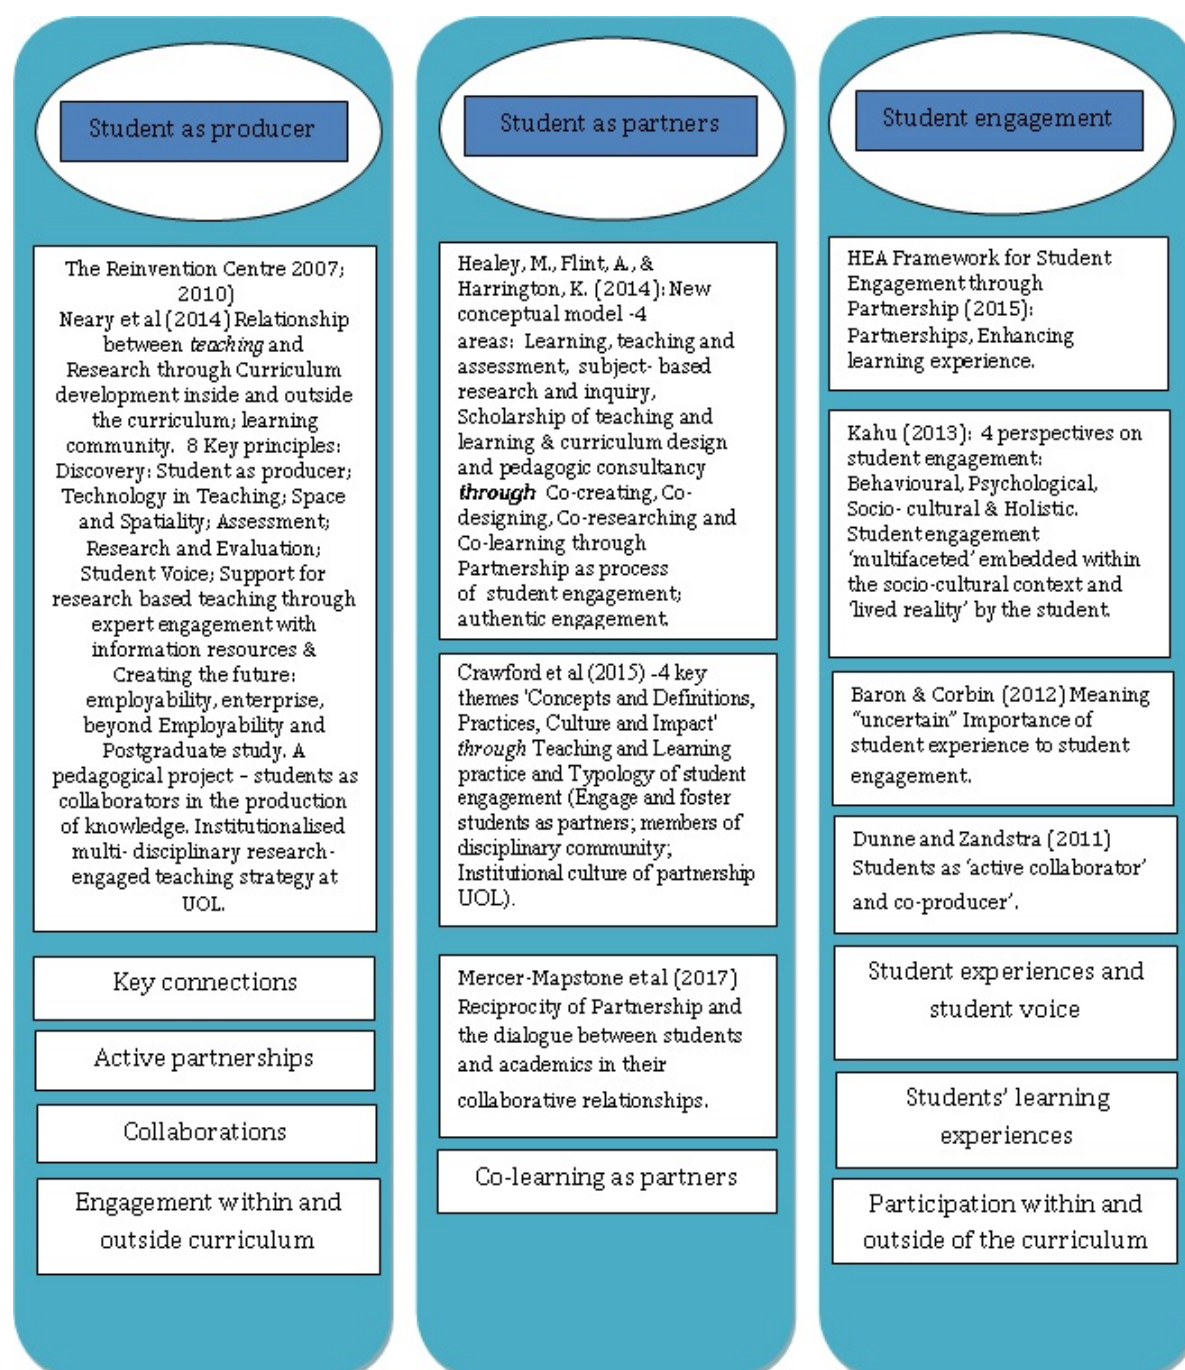 Student as producer
The Reinvention Centre 2007;
2010)
Neary et al (2014) Relationship
between teaching and
Research through Curriculum
development inside and outside
the curriculum; learning
community. 8 Key principles:
Discovery: Student as producer;
Technology in Teaching; Space
and Spatiality; Assessment;
Research and Evaluation;
Student Voice; Support for
research based teaching through
expert engagement with
information resources &
Creating the future:
employability, enterprise,
beyond Employability and
Postgraduate study. A
pedagogical project – students as
collaborators in the production
of knowledge. Institutionalised
multi- disciplinary research-
engaged teaching strategy at
UOL.
Key connections
Active partnerships
Collaborations
Engagement within and
outside curriculum
Student as partners
Healey, M., Flint, A., &
Harrington, K. (2014): New
conceptual model -4
areas: Learning, teaching and
assessment, subject- based
research and inquiry,
Scholarship of teaching and
learning & curriculum design
and pedagogic consultancy
through Co-creating, Co-
designing, Co-researching and
Co-learning through
Partnership as process
of student engagement;
authentic engagement.
Crawford et al (2015) -4 key
themes 'Concepts and Definitions,
Practices, Culture and Impact'
through Teaching and Learning
practice and Typology of student
engagement (Engage and foster
students as partners; members of
disciplinary community;
Institutional culture of partnership
UOL).
Mercer-Mapstone et al (2017)
Reciprocity of Partnership and
the dialogue between students
and academics in their
collaborative relationships.
Co-learning as partners
Student engagement
HEA Framework for Student
Engagement through
Partnership (2015):
Partnerships, Enhancing
learning experience.
Kahu (2013): 4 perspectives on
student engagement:
Behavioural, Psychological,
Socio- cultural & Holistic.
Student engagement
‘multifaceted’ embedded within
the socio-cultural context and
‘lived reality’ by the student.
Baron & Corbin (2012) Meaning
“uncertain” Importance of
student experience to student
engagement.
Dunne and Zandstra (2011)
Students as ‘active collaborator’
and co-producer’.
Student experiences and
student voice
Students’ learning
experiences
Participation within and
outside of the curriculum